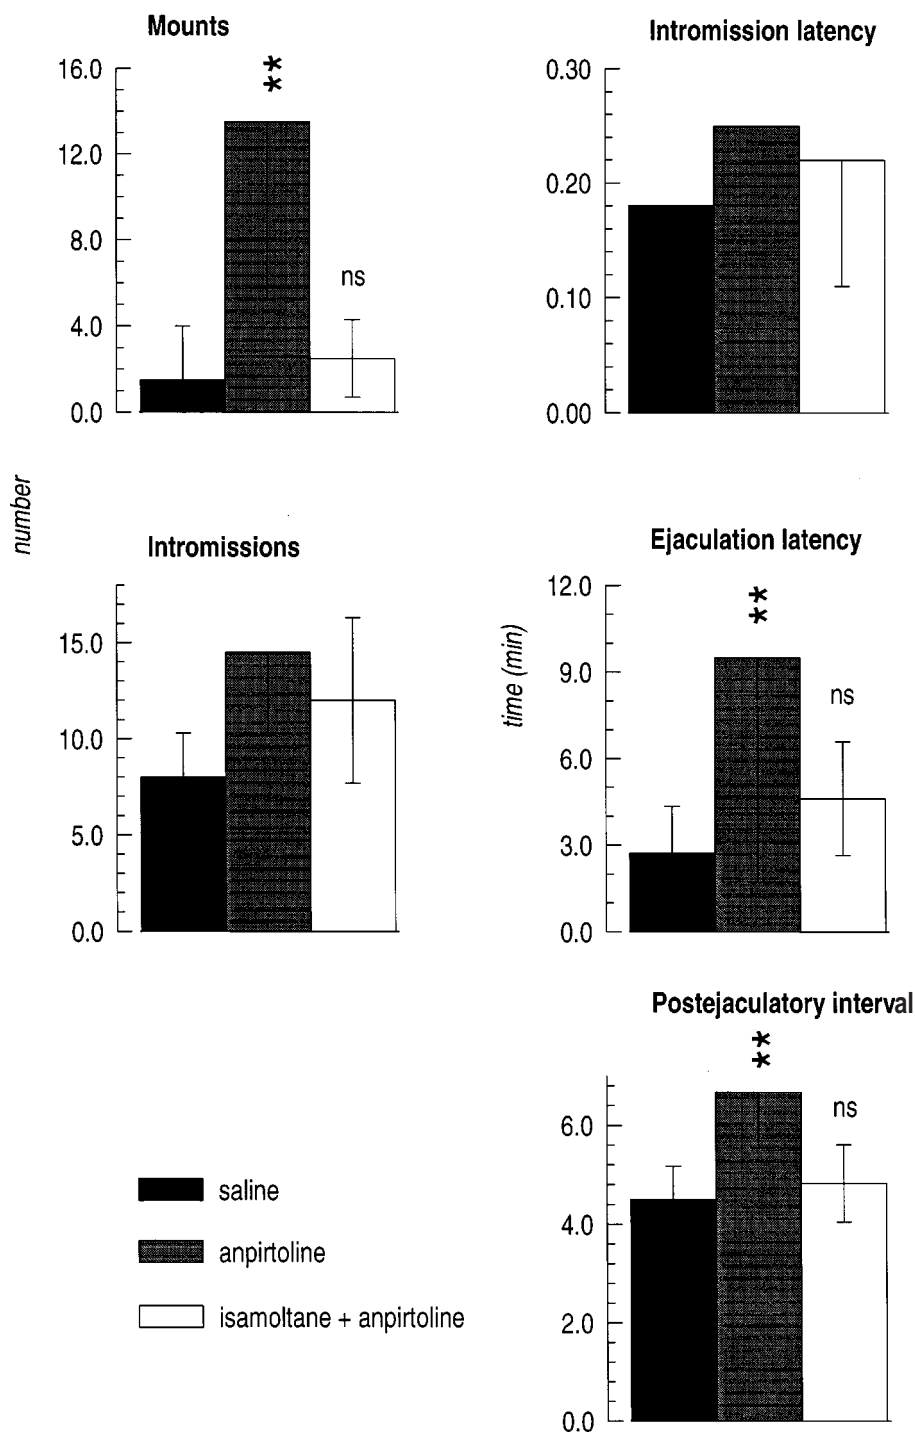 Mounts
16.0
12.0
8.0
4.0
0.0
**
ns
Intromission latency
0.30
0.20
0.10
0.00
number
Intromissions
15.0
10.0
5.0
0.0
Ejaculation latency
time (min)
12.0
9.0
6.0
3.0
0.0
**
ns
Postejaculatory interval
6.0
4.0
2.0
0.0
**
ns
saline
anpirtoline
isamoltane + anpirtoline